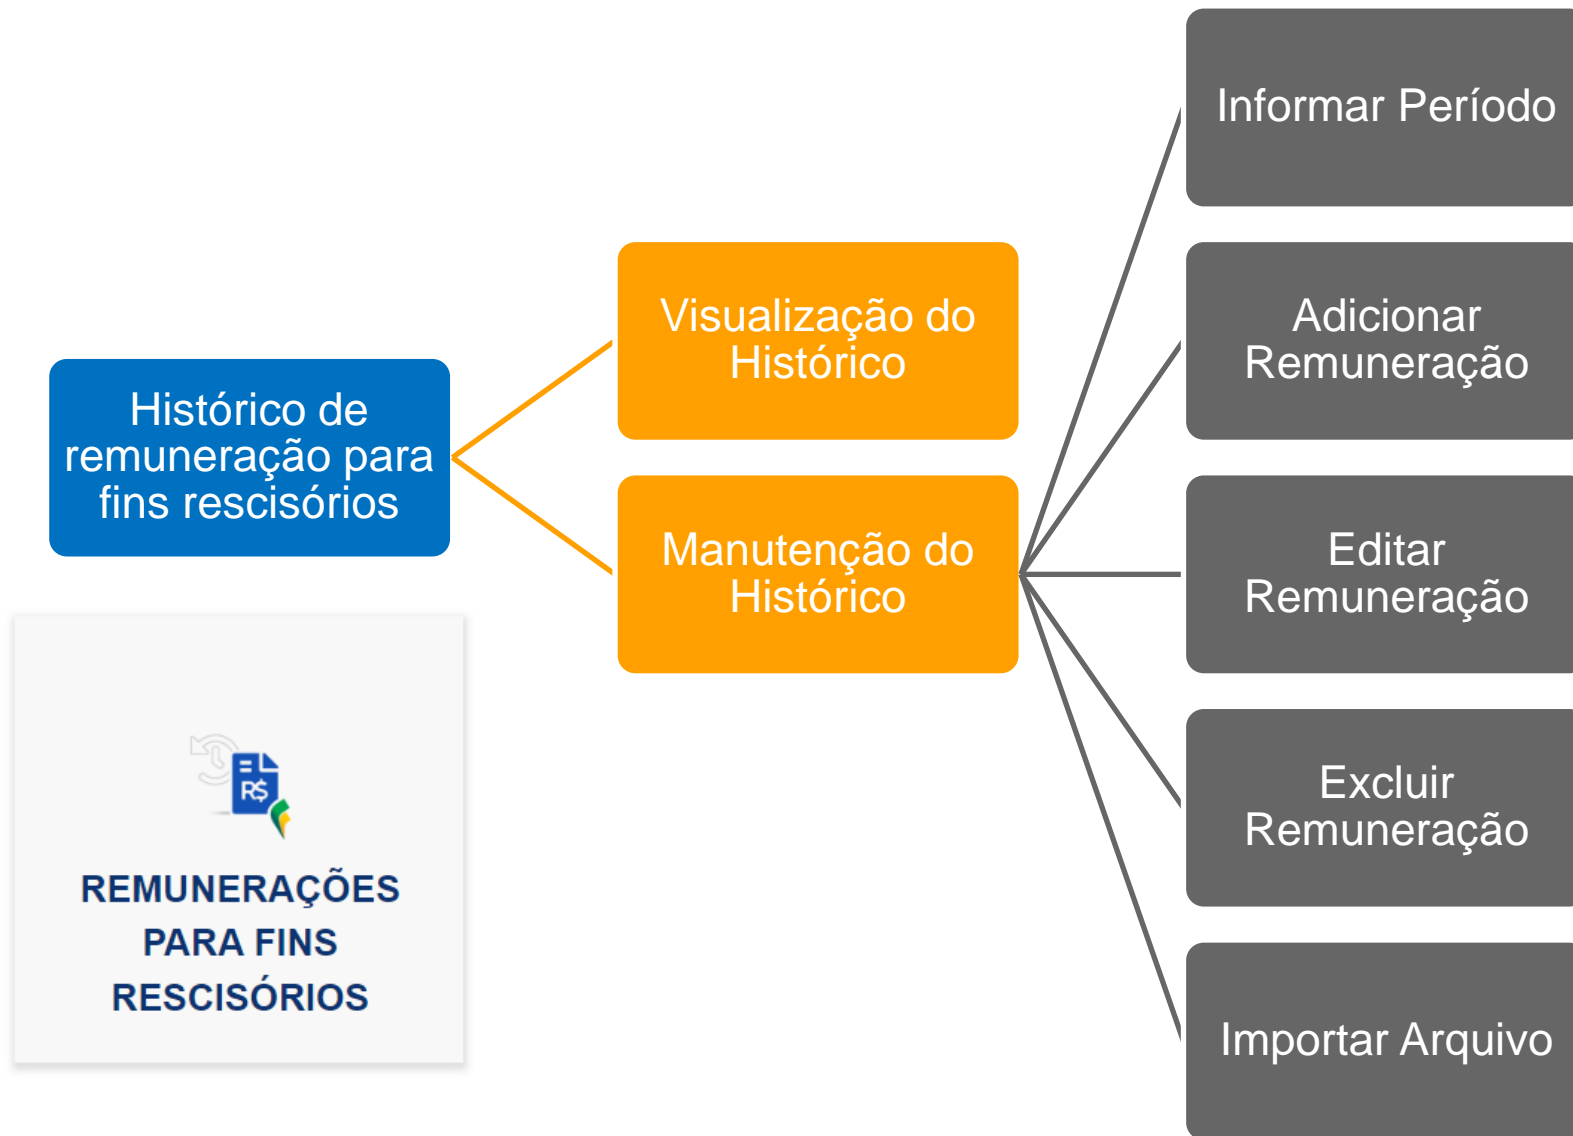 Histórico de
remuneração para
fins rescisórios
Visualização do
Histórico
Manutenção do
Histórico
Informar Período
Adicionar
Remuneração
Editar
Remuneração
Excluir
Remuneração
Importar Arquivo
R$
REMUNERAÇÕES
PARA FINS
RESCISÓRIOS